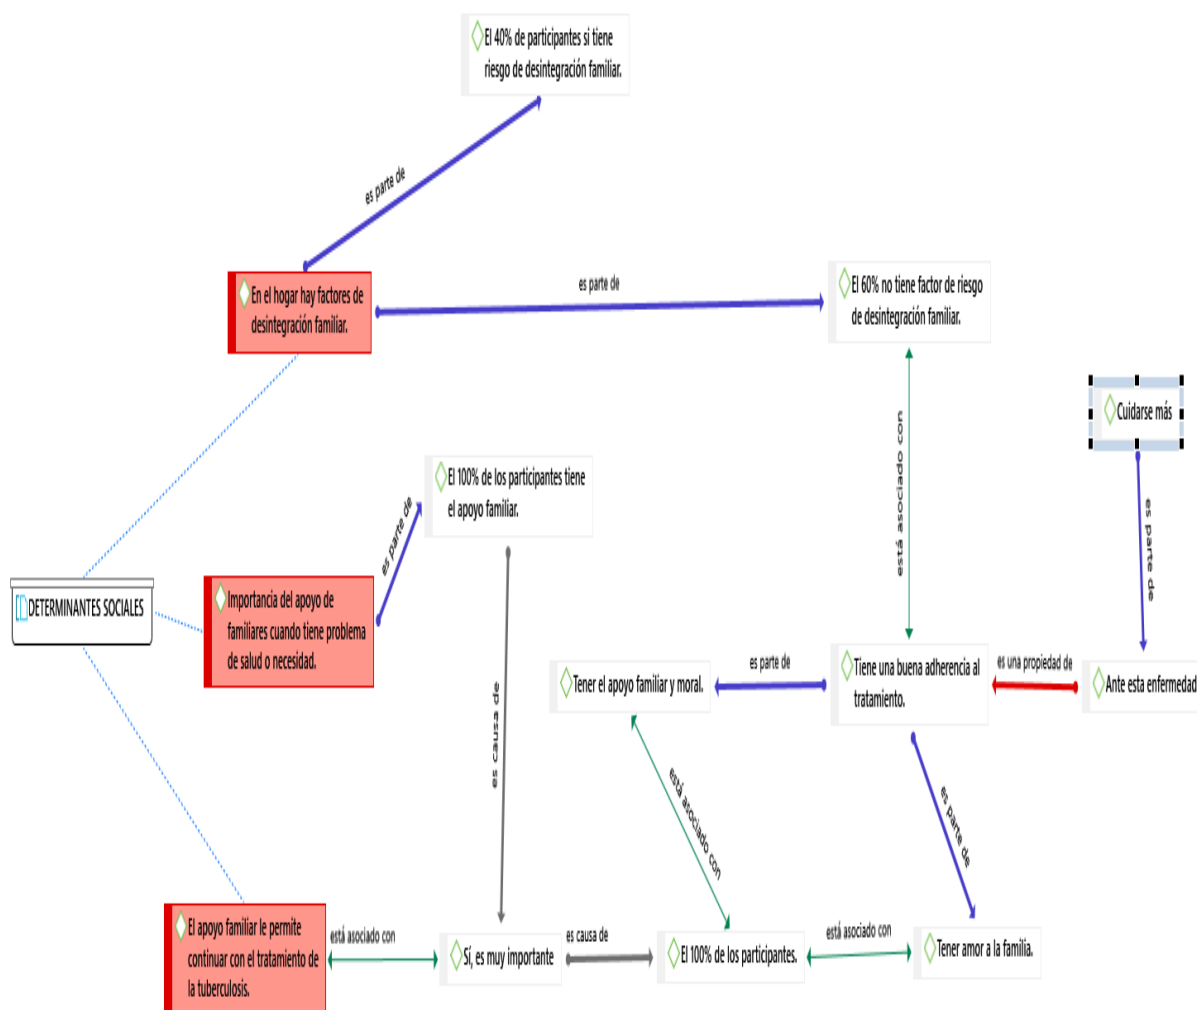 El 40% de participantes si tiene
riesgo de desintegración familiar.
es parte de
En el hogar hay factores de
desintegración familiar.
es parte de
El 60% no tiene factor de riesgo
de desintegración familiar.
está asociado con
Cuidarse más
es parte de
El 100% de los participantes tiene
el apoyo familiar.
es parte de
DETERMINANTES SOCIALES
Importancia del apoyo de
familiares cuando tiene problema
de salud o necesidad.
es causa de
Tener el apoyo familiar y moral.
es parte de
Tiene una buena adherencia al
tratamiento.
es una propiedad de
Ante esta enfermedad
está asociado con
es parte de
El apoyo familiar le permite
continuar con el tratamiento de
la tuberculosis.
está asociado con
Sí, es muy importante
es causa de
El 100% de los participantes.
está asociado con
Tener amor a la familia.